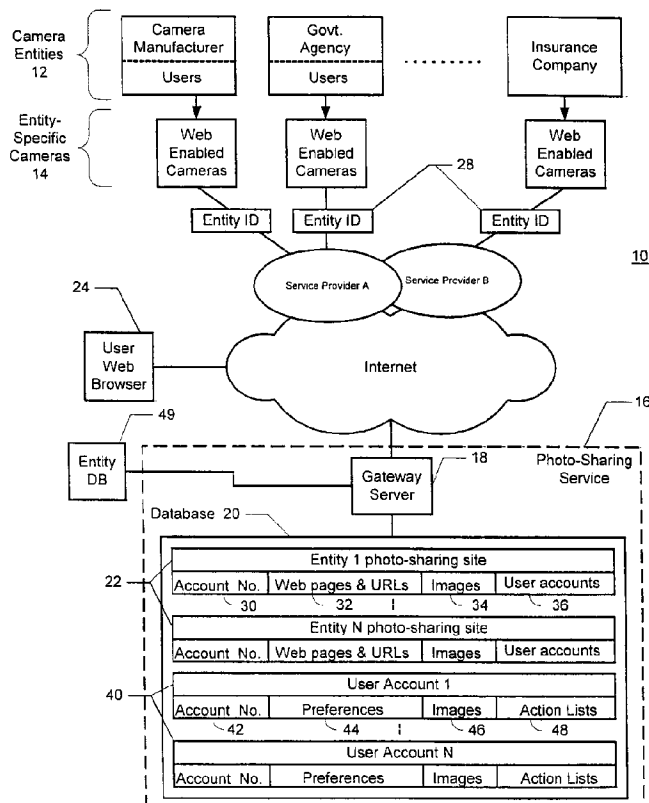 Camera
Entities
12
Camera
Manufacturer
Users
Govt.
Agency
Users
Insurance
Company
Entity-
Specific
Cameras
14
Web
Enabled
Cameras
Web
Enabled
Cameras
28
Web
Enabled
Cameras
Entity ID
Entity ID
Entity ID
10
Service Provider A
Service Provider B
24
User
Web
Browser
Internet
49
Entity
DB
16
18
Photo-Sharing
Service
Gateway
Server
Database 20
Entity 1 photo-sharing site
22
Account No.
Web pages & URLs
Images
User accounts
30
32
34
36
Entity N photo-sharing site
Account No.
Web pages & URLs
Images
User accounts
User Account 1
40
Account No.
Preferences
Images
Action Lists
42
44
46
48
User Account N
Account No.
Preferences
Images
Action Lists